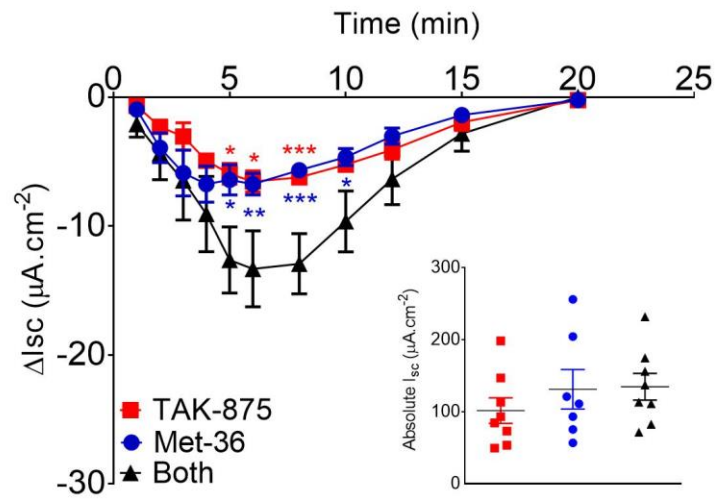 Time (min)
0 5 10 15 20 25
0
* * ***
* ** *** *
-10
ΔIsc (μA.cm⁻²)
-20
-30
TAK-875
Met-36
Both
300
200
100
0
Absolute Isc (μA.cm⁻²)